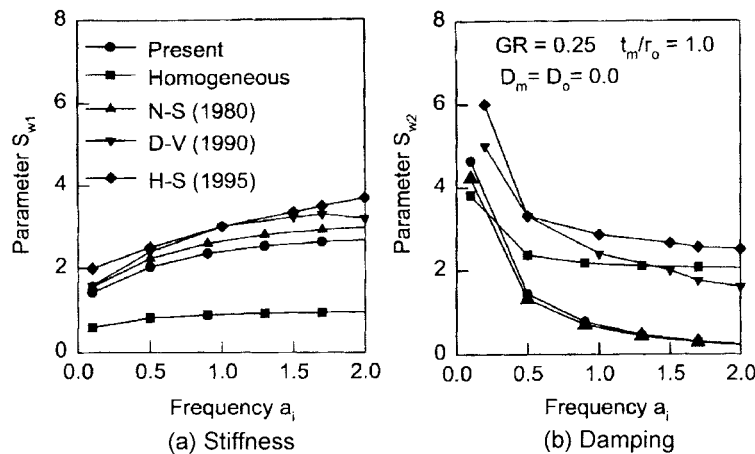 8
6
4
2
0
Parameter S_w1
Present
Homogeneous
N-S (1980)
D-V (1990)
H-S (1995)
0.0 0.5 1.0 1.5 2.0
Frequency a_i
(a) Stiffness
8
6
4
2
0
Parameter S_w2
GR = 0.25 t_m/r_o = 1.0
D_m = D_o = 0.0
0.0 0.5 1.0 1.5 2.0
Frequency a_i
(b) Damping